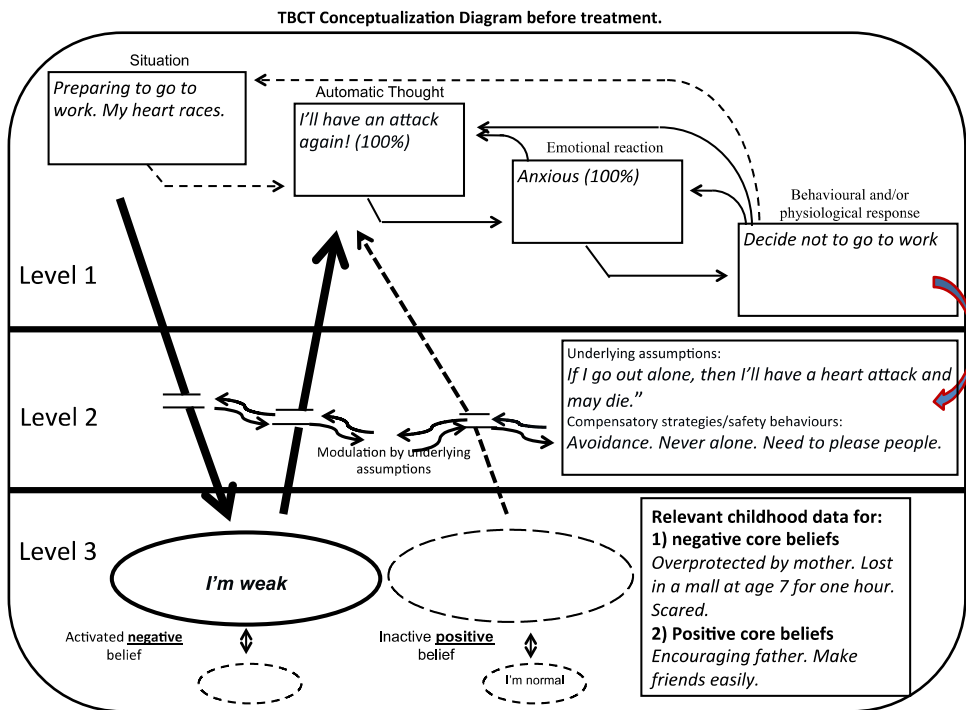 TBCT Conceptualization Diagram before treatment.
Situation
Preparing to go to
work. My heart races.
Automatic Thought
I'll have an attack
again! (100%)
Emotional reaction
Anxious (100%)
Behavioural and/or
physiological response
Decide not to go to work
Level 1
Level 2
Modulation by underlying
assumptions
Underlying assumptions:
If I go out alone, then I'll have a heart attack and
may die.”
Compensatory strategies/safety behaviours:
Avoidance. Never alone. Need to please people.
Level 3
I'm weak
Activated negative
belief
Inactive positive
belief
I'm normal
Relevant childhood data for:
1) negative core beliefs
Overprotected by mother. Lost
in a mall at age 7 for one hour.
Scared.
2) Positive core beliefs
Encouraging father. Make
friends easily.